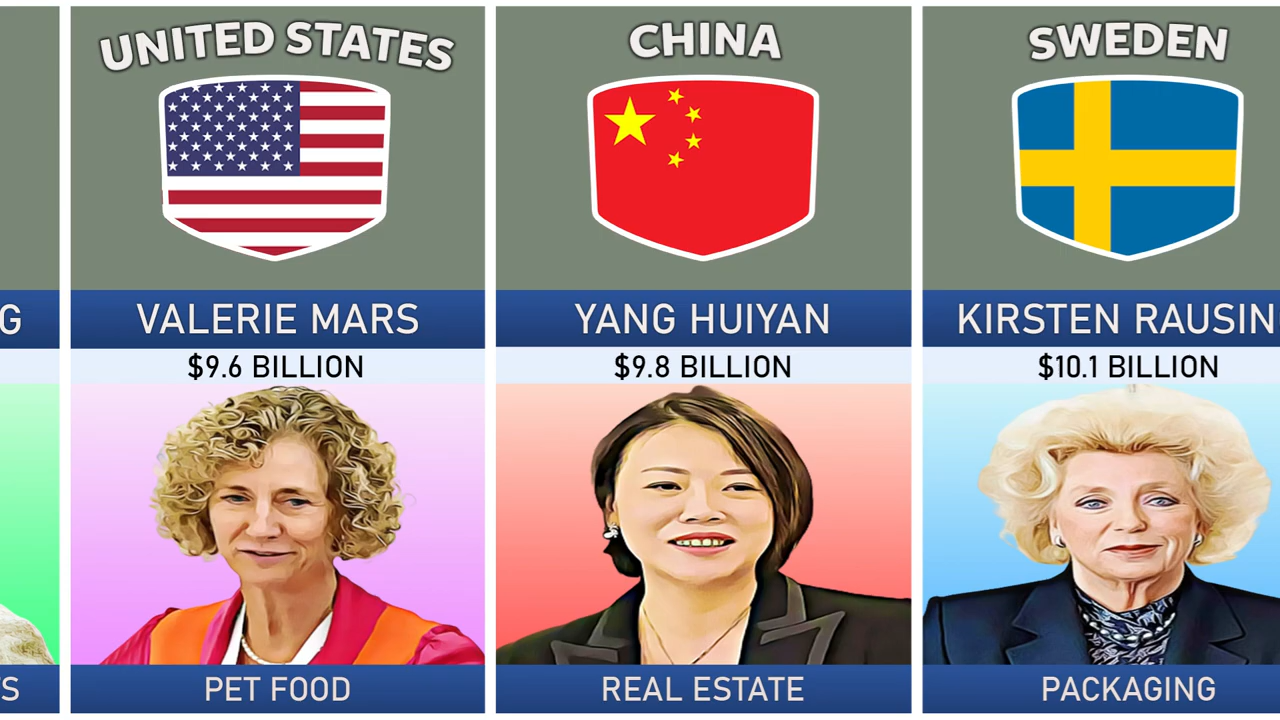 UNITED STATES
VALERIE MARS
$9.6 BILLION
PET FOOD
CHINA
YANG HUIYAN
$9.8 BILLION
REAL ESTATE
SWEDEN
KIRSTEN RAUSIN
$10.1 BILLION
PACKAGING